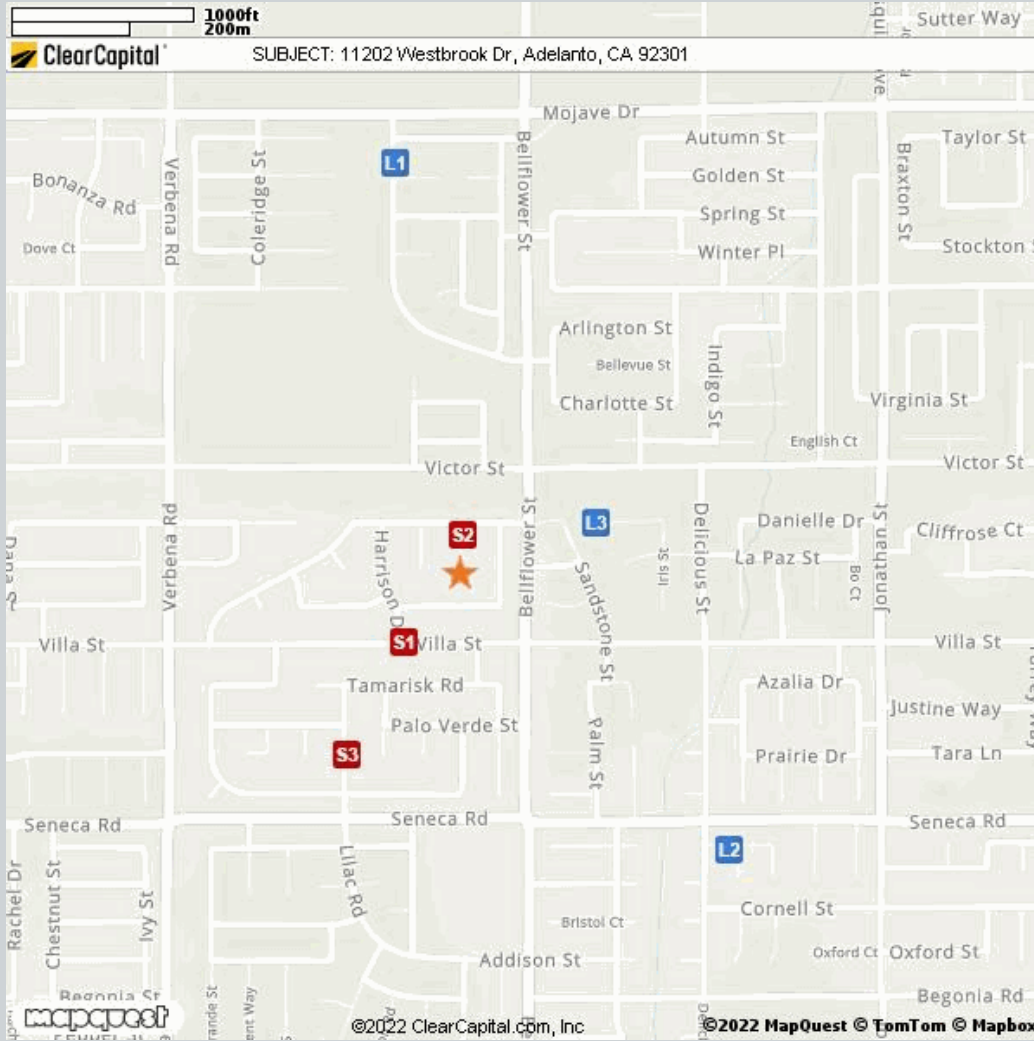 1000ft
200m
Sutter Way
ClearCapital
SUBJECT: 11202 Westbrook Dr, Adelanto, CA 92301
Mojave Dr
Autumn St
Taylor St
L1
Bellflower St
Verbena Rd
Coleridge St
Braxton St
Bonanza Rd
Golden St
Spring St
Dove Ct
Winter Pl
Stockton
Arlington St
Bellevue St
Indigo St
Charlotte St
Virginia St
English Ct
Victor St
Victor St
Verbena Rd
Harrison D
S2
Bellflower St
L3
Delicious St
Danielle Dr
Jonathan St
Cliffrose Ct
La Paz St
Iris St
Bo Ct
Sandstone St
Villa St
S1
Villa St
Villa St
Tamarisk Rd
Azalia Dr
Palo Verde St
Justine Way
Palm St
S3
Prairie Dr
Tara Ln
Seneca Rd
Seneca Rd
Seneca Rd
L2
Rachel Dr
Chestnut St
Ivy St
Lilac Rd
Cornell St
Bristol Ct
Addison St
Oxford Ct
Oxford St
Begonia St
Begonia Rd
mapquest
©2022 ClearCapital.com, Inc
©2022 MapQuest © TomTom © Mapbox